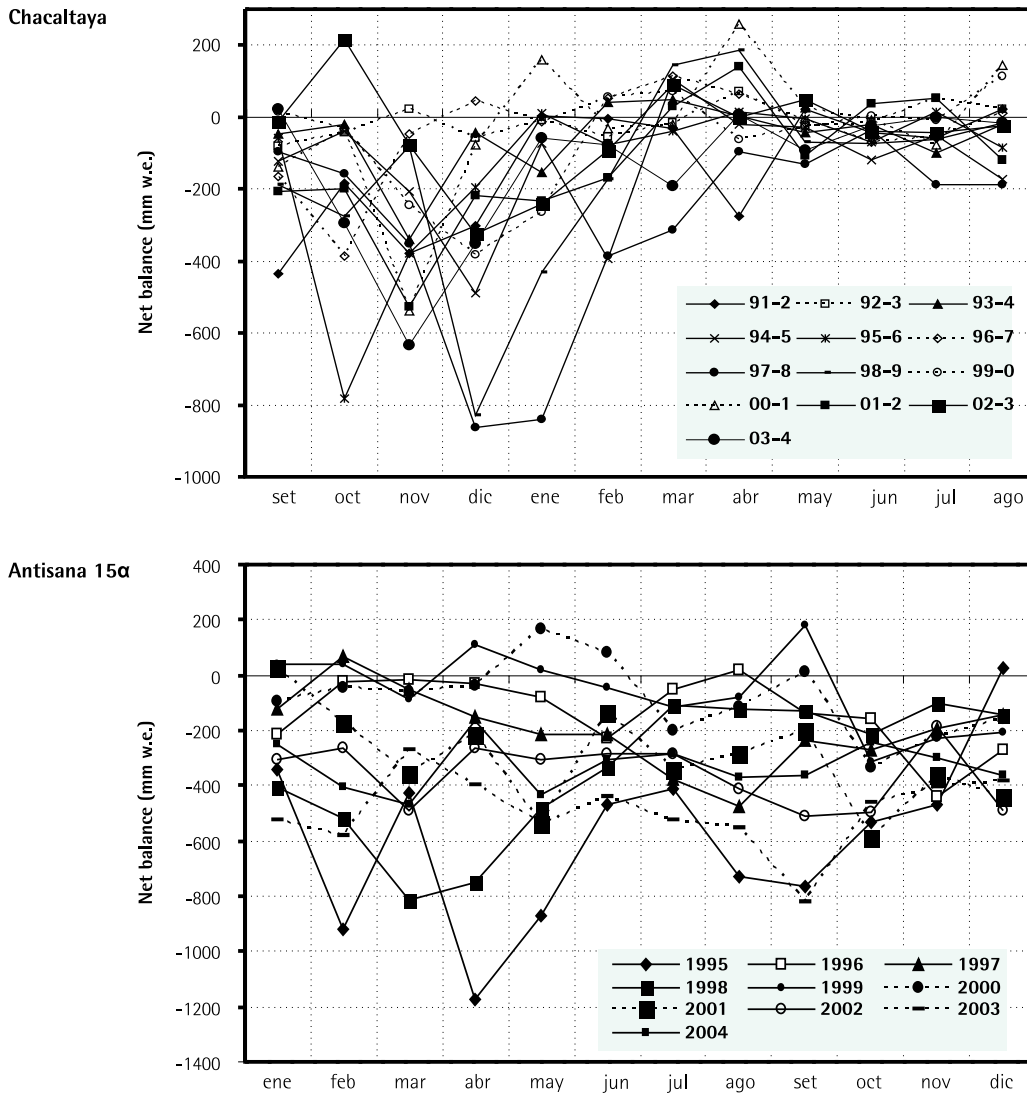 Chacaltaya
Net balance (mm w.e.)
200
0
-200
-400
-600
-800
-1000
set oct nov dic ene feb mar abr may jun jul ago
91-2 92-3 93-4
94-5 95-6 96-7
97-8 98-9 99-0
00-1 01-2 02-3
03-4
Antisana 15α
Net balance (mm w.e.)
400
200
0
-200
-400
-600
-800
-1000
-1200
-1400
ene feb mar abr may jun jul ago set oct nov dic
1995 1996 1997
1998 1999 2000
2001 2002 2003
2004